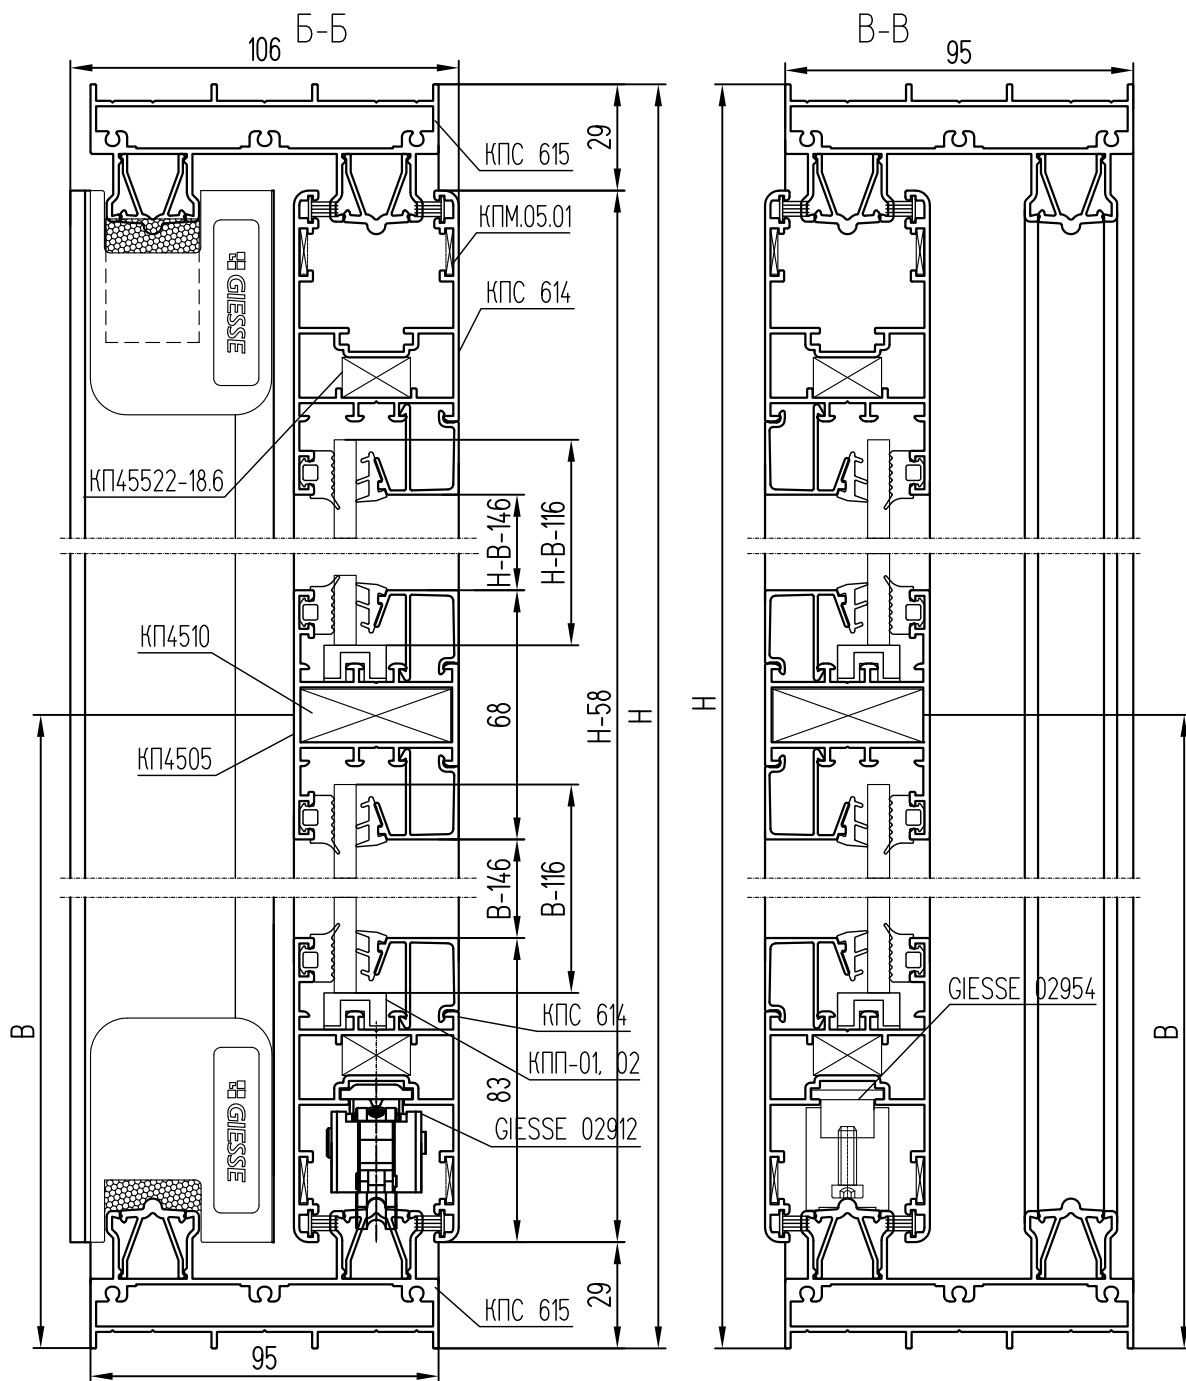 Б-Б
В-В
106
95
КПС 615
29
КПМ.05.01
КПС 614
GIESSE
КП45522-18.6
Н-В-146
Н-В-116
КП4510
68
Н-58
Н
Н
КП4505
В-146
В-116
GIESSE 02954
В
КПС 614
КПП-01, 02
83
В
GIESSE
GIESSE 02912
29
КПС 615
95